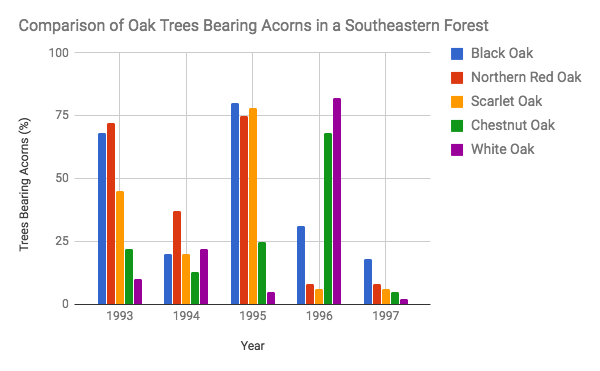 Comparison of Oak Trees Bearing Acorns in a Southeastern Forest
Black Oak
Northern Red Oak
Scarlet Oak
Chestnut Oak
White Oak
Trees Bearing Acorns (%)
100
75
50
25
0
1993 1994 1995 1996 1997
Year